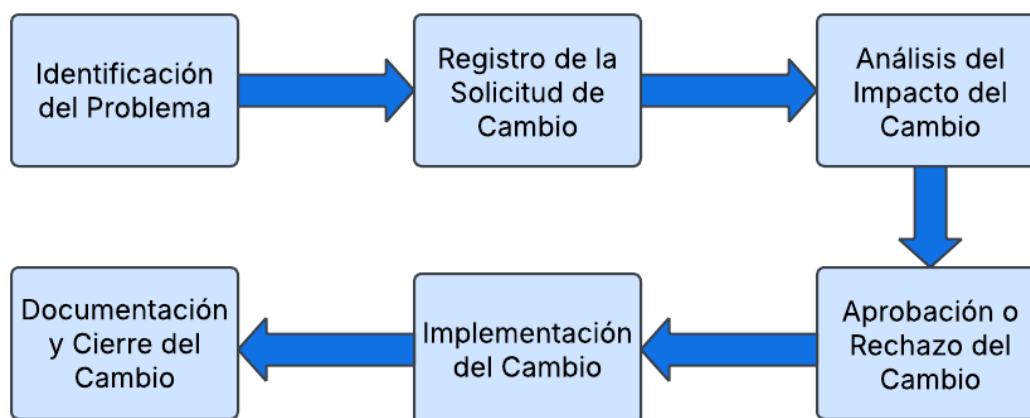 Identificación
del Problema
Registro de la
Solicitud de
Cambio
Análisis del
Impacto del
Cambio
Aprobación o
Rechazo del
Cambio
Implementación
del Cambio
Documentación
y Cierre del
Cambio